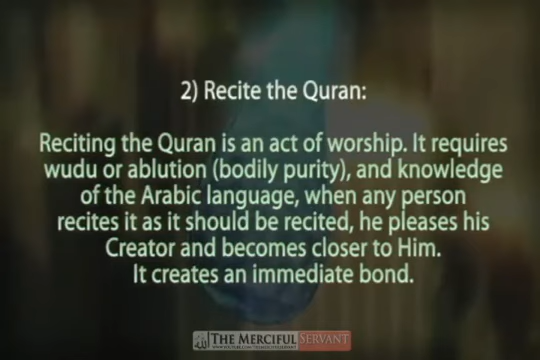 2) Recite the Quran:
Reciting the Quran is an act of worship. It requires
wudu or ablution (bodily purity), and knowledge
of the Arabic language, when any person
recites it as it should be recited, he pleases his
Creator and becomes closer to Him.
It creates an immediate bond.
THE MERCIFUL SERVANT